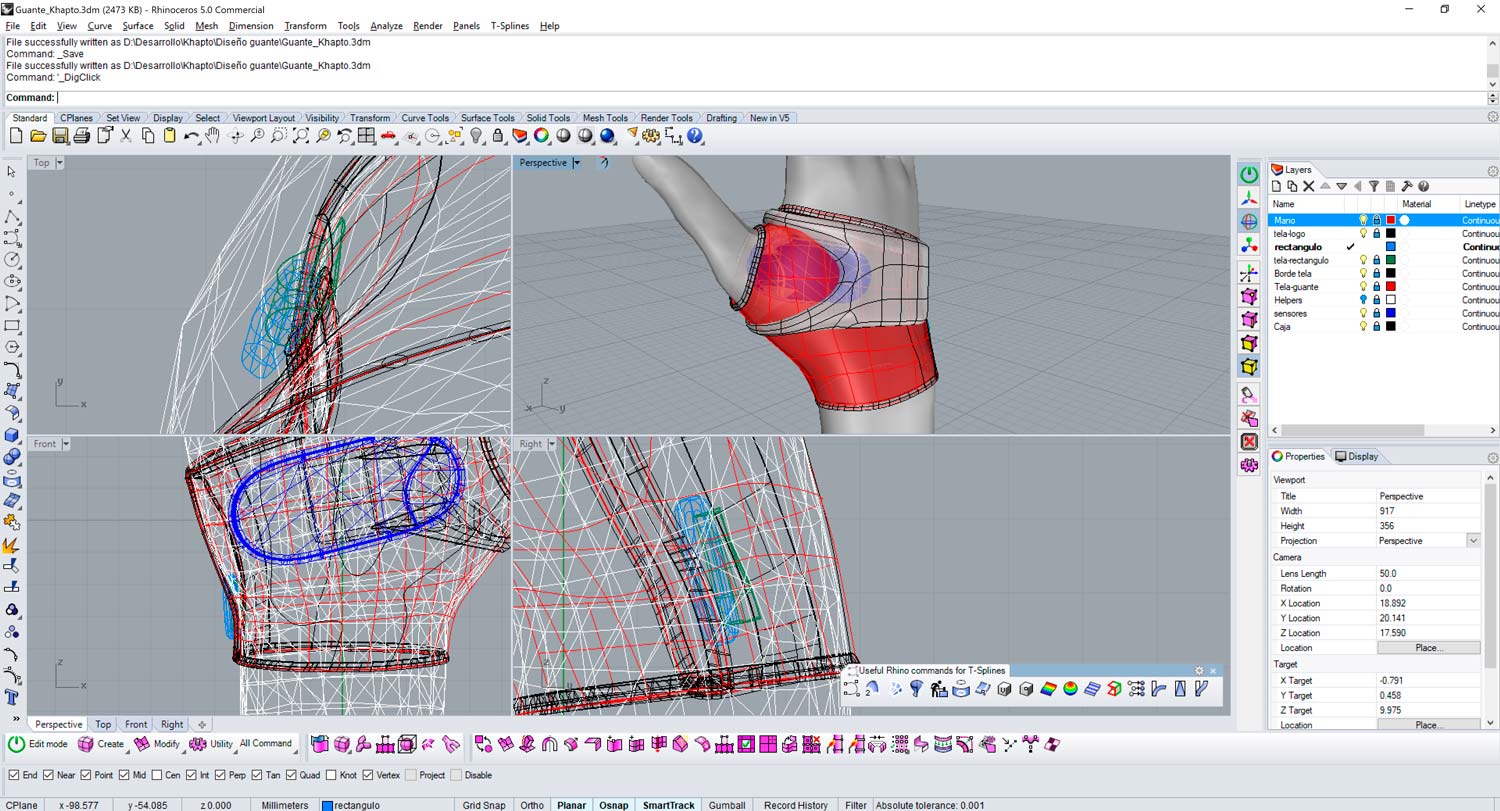 Guante_Khapto.3dm (2473 KB) - Rhinoceros 5.0 Commercial
File Edit View Curve Surface Solid Mesh Dimension Transform Tools Analyze Render Panels T-Splines Help
File successfully written as D:\Desarrollo\Khapto\Diseño guante\Guante_Khapto.3dm
Command: _Save
File successfully written as D:\Desarrollo\Khapto\Diseño guante\Guante_Khapto.3dm
Command: '_DigClick
Command:
Standard CPlanes Set View Display Select Viewport Layout Visibility Transform Curve Tools Surface Tools Solid Tools Mesh Tools Render Tools Drafting New in V5
Top
Perspective
y
x
z
x
y
Front
Right
z
x
z
Layers
Name Material Linetype
Mano Continuou
tela-logo Continuou
rectangulo Continuo
tela-rectangulo Continuou
Borde tela Continuou
Tela-guante Continuou
Helpers Continuou
sensores Continuou
Caja Continuou
Properties Display
Viewport
Title Perspective
Width 917
Height 356
Projection Perspective
Camera
Lens Length 50.0
Rotation 0.0
X Location 18.892
Y Location 20.141
Z Location 17.590
Location Place...
Target
X Target -0.791
Y Target 0.458
Z Target 9.975
Location Place...
Useful Rhino commands for T-Splines
Perspective Top Front Right
Edit mode Create Modify Utility All Command
End Near Point Mid Cen Int Perp Tan Quad Knot Vertex Project Disable
CPlane x -98.577 y -54.085 z 0.000 Millimeters rectangulo Grid Snap Ortho Planar Osnap SmartTrack Gumball Record History Filter Absolute tolerance: 0.001